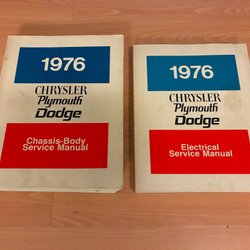 1976
CHRYSLER
Plymouth
Dodge
Chassis-Body
Service Manual
1976
CHRYSLER
Plymouth
Dodge
Electrical
Service Manual